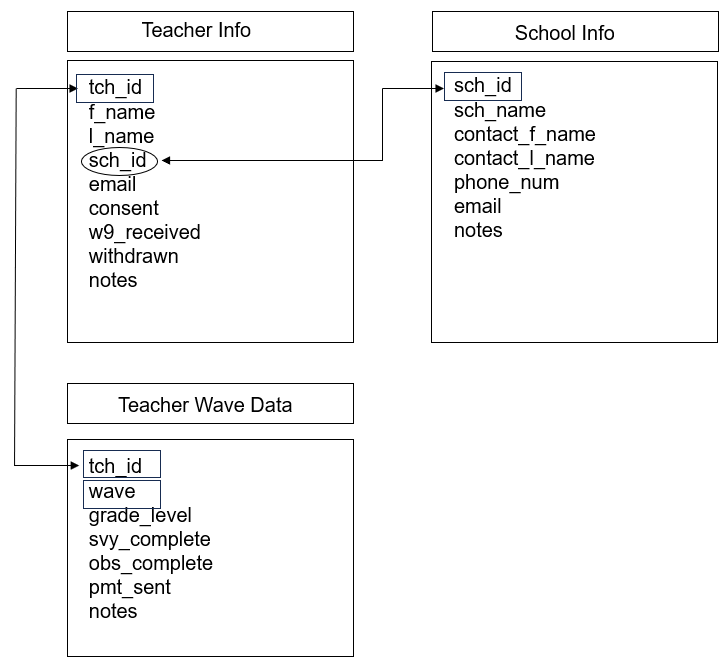 Teacher Info
tch_id
f_name
l_name
sch_id
email
consent
w9_received
withdrawn
notes
School Info
sch_id
sch_name
contact_f_name
contact_l_name
phone_num
email
notes
Teacher Wave Data
tch_id
wave
grade_level
svy_complete
obs_complete
pmt_sent
notes